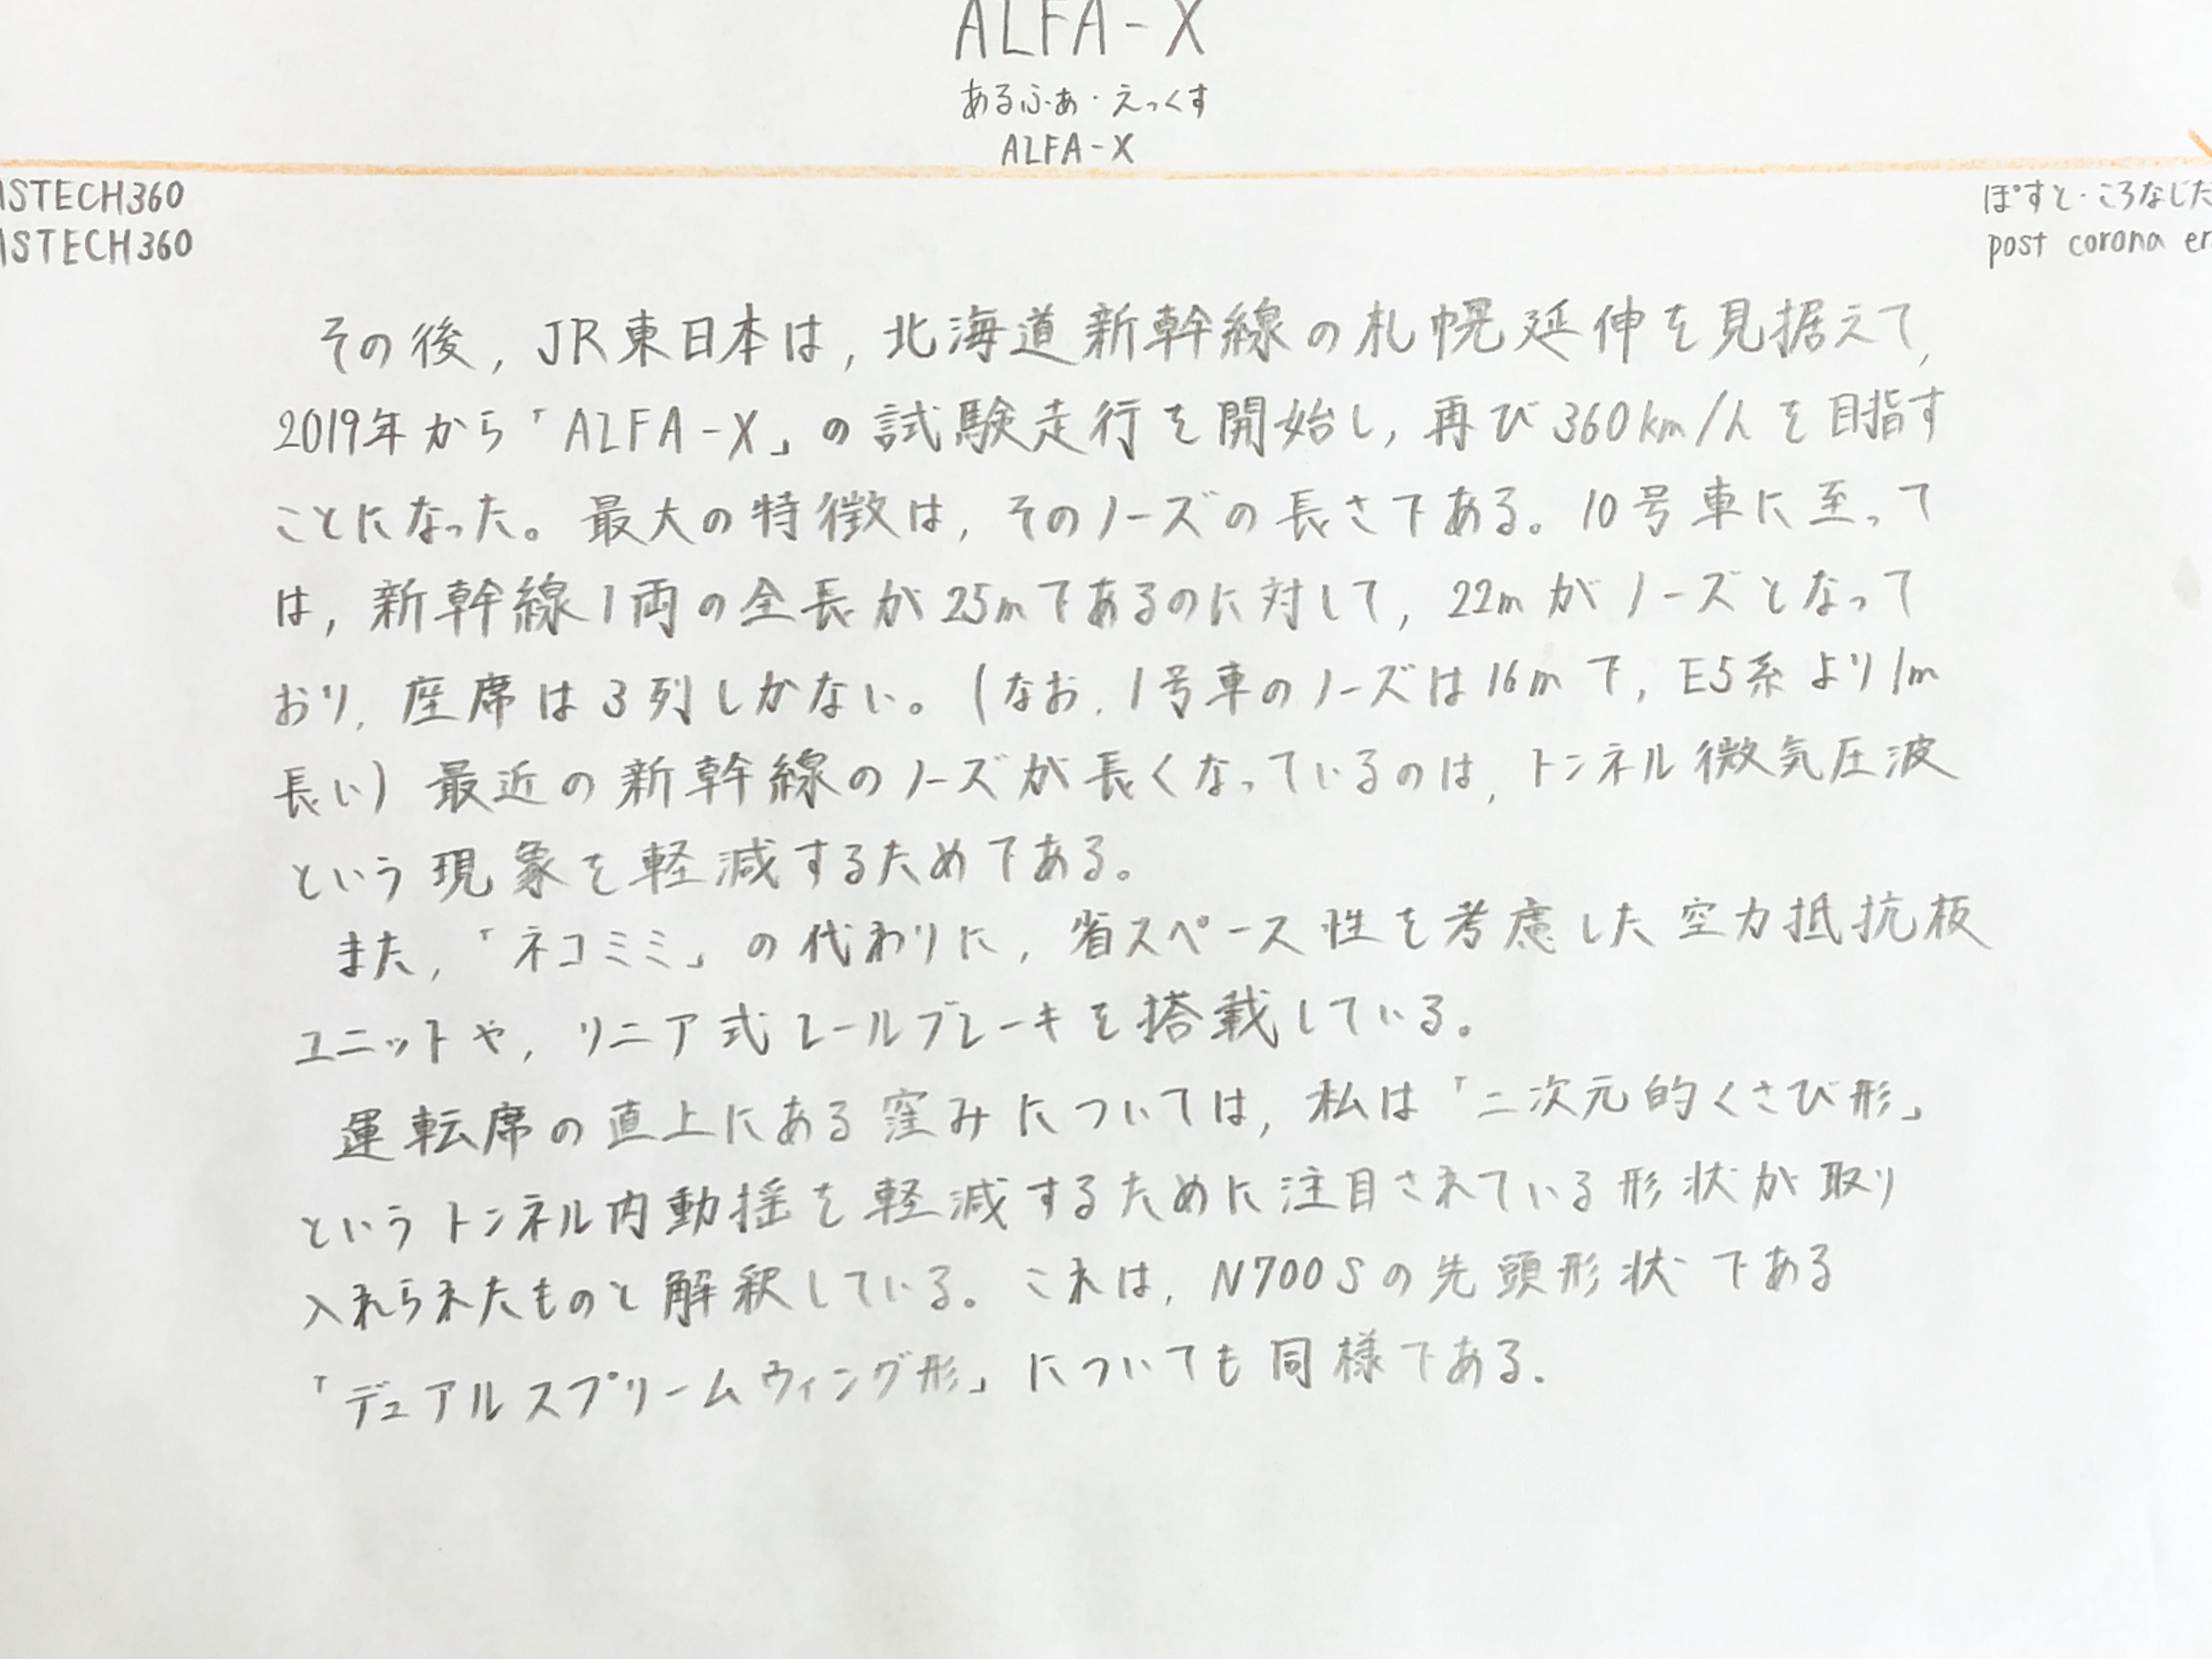 ALFA-X
あるふぁ・えっくす
ALFA-X
ASTECH360
ASTECH360
ぽすと・ころなじだ
post corona er
その後,JR東日本は,北海道新幹線の札幌延伸を見据えて,
2019年から「ALFA-X」の試験走行を開始し,再び360km/hを目指す
ことになった。最大の特徴は,そのノーズの長さである。10号車に至って
は,新幹線1両の全長が25mであるのに対して,22mがノーズとなって
おり,座席は3列しかない。(なお,1号車のノーズは16mで,E5系より1m
長い)最近の新幹線のノーズが長くなっているのは,トンネル微気圧波
という現象を軽減するためである。
また,「ネコミミ」の代わりに,省スペース性を考慮した空力抵抗板
ユニットや,リニア式レールブレーキを搭載している。
運転席の直上にある窪みについては,私は「二次元的くさび形」
というトンネル内動揺を軽減するために注目されている形状が取り
入れられたものと解釈している。これは,N700Sの先頭形状である
「デュアルスプリームウィング形」についても同様である.